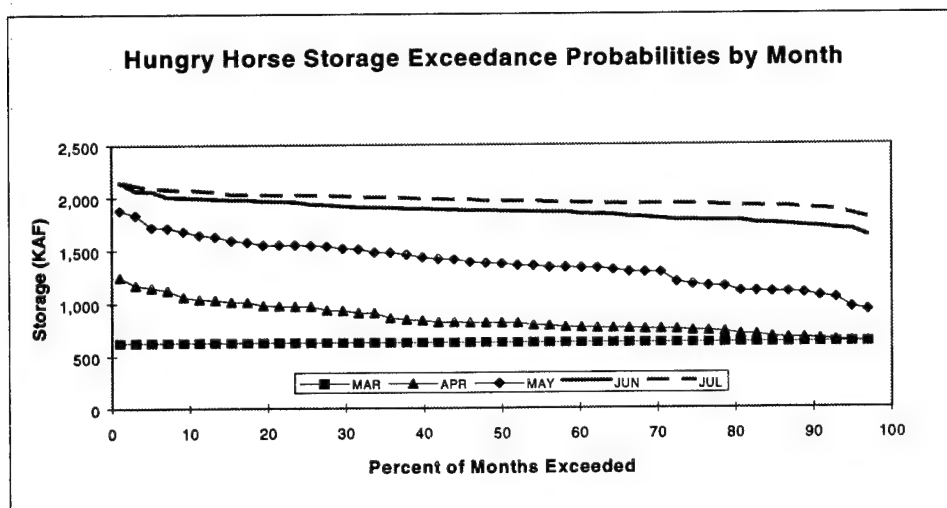 Hungry Horse Storage Exceedance Probabilities by Month
2,500
2,000
1,500
1,000
500
0
Storage (KAF)
MAR APR MAY JUN JUL
0 10 20 30 40 50 60 70 80 90 100
Percent of Months Exceeded